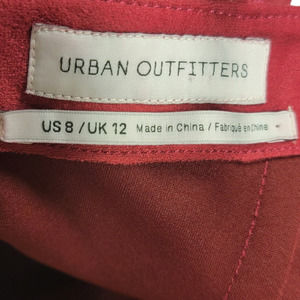 URBAN OUTFITTERS
US 8 / UK 12 Made in China / Fabriqué en Chine